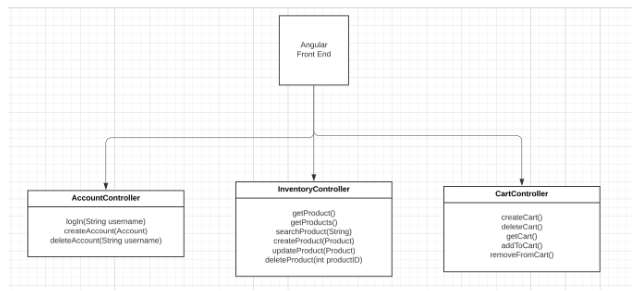 Angular
Front End
AccountController
logIn(String username)
createAccount(Account)
deleteAccount(String username)
InventoryController
getProduct()
getProducts()
searchProduct(String)
createProduct(Product)
updateProduct(Product)
deleteProduct(int productID)
CartController
createCart()
deleteCart()
getCart()
addToCart()
removeFromCart()